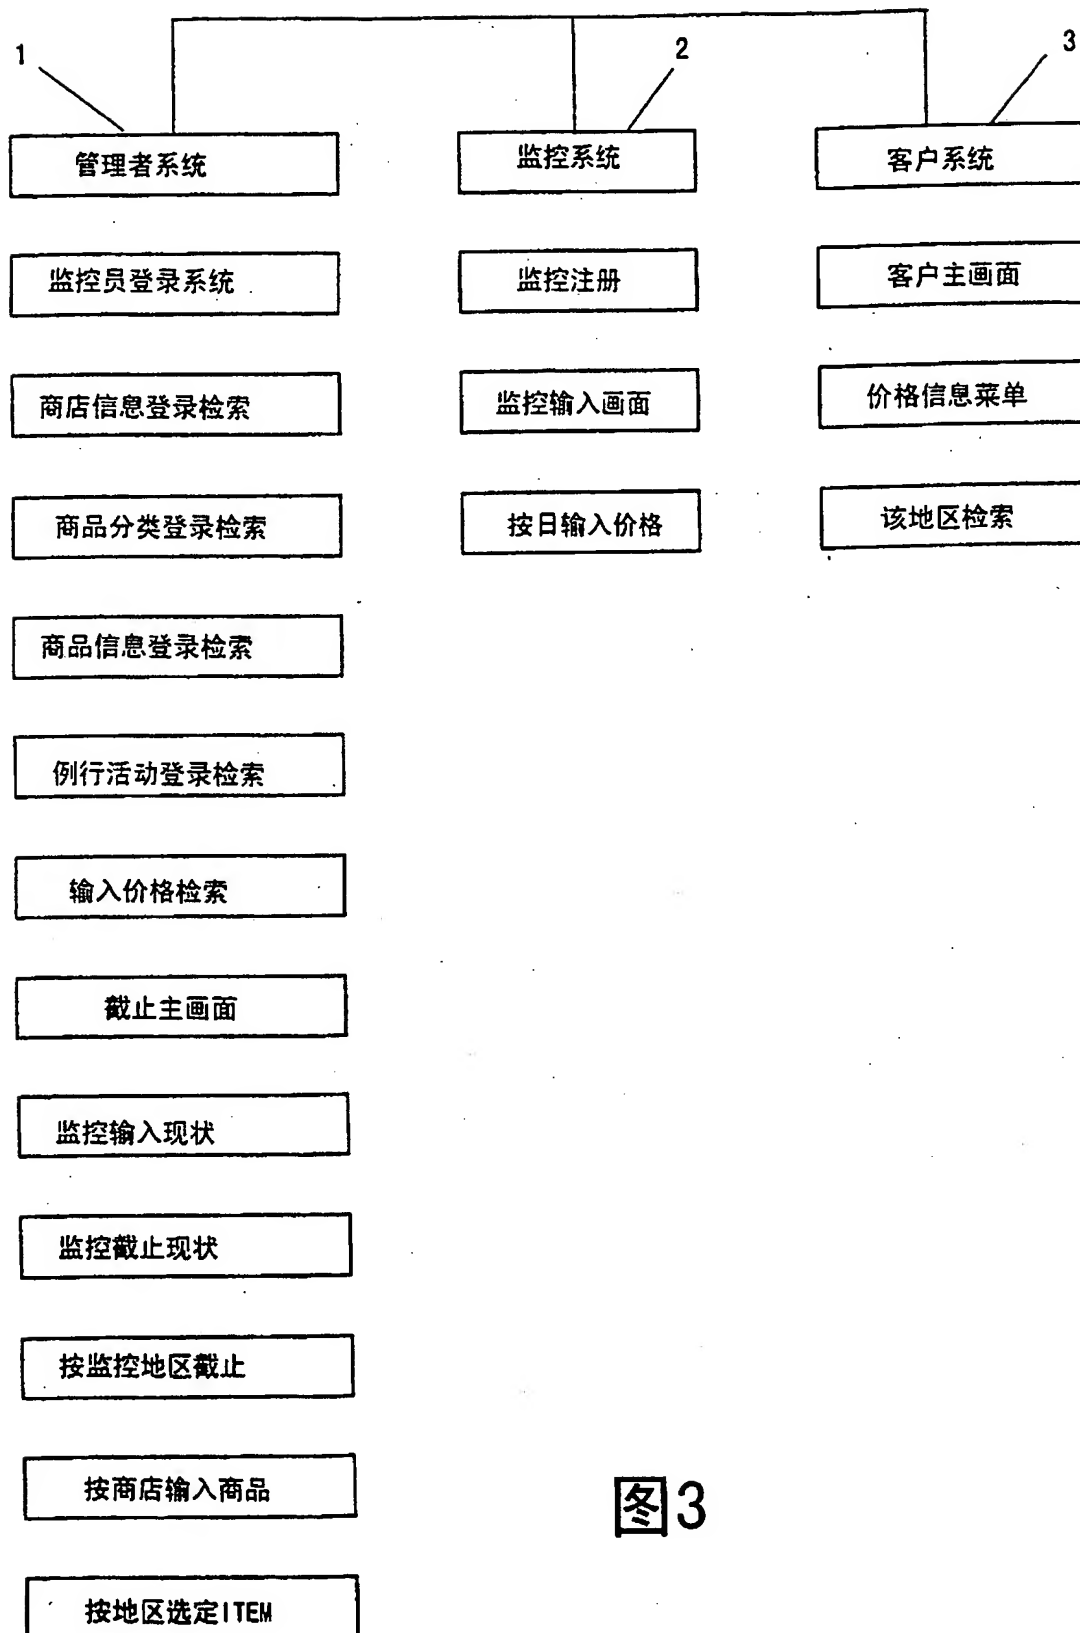 1
2
3
管理者系统
监控系统
客户系统
监控员登录系统
监控注册
客户主画面
商店信息登录检索
监控输入画面
价格信息菜单
商品分类登录检索
按日输入价格
该地区检索
商品信息登录检索
例行活动登录检索
输入价格检索
截止主画面
监控输入现状
监控截止现状
按监控地区截止
按商店输入商品
按地区选定ITEM
图3